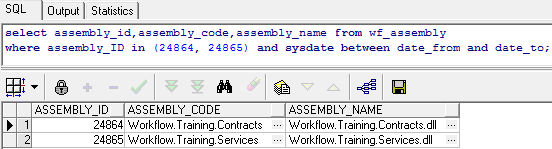 SQL Output Statistics
select assembly_id,assembly_code,assembly_name from wf_assembly
where assembly_ID in (24864, 24865) and sysdate between date_from and date_to;
ASSEMBLY_ID ASSEMBLY_CODE ASSEMBLY_NAME
1 24864 Workflow.Training.Contracts ... Workflow.Training.Contracts.dll ...
2 24865 Workflow.Training.Services ... Workflow.Training.Services.dll ...